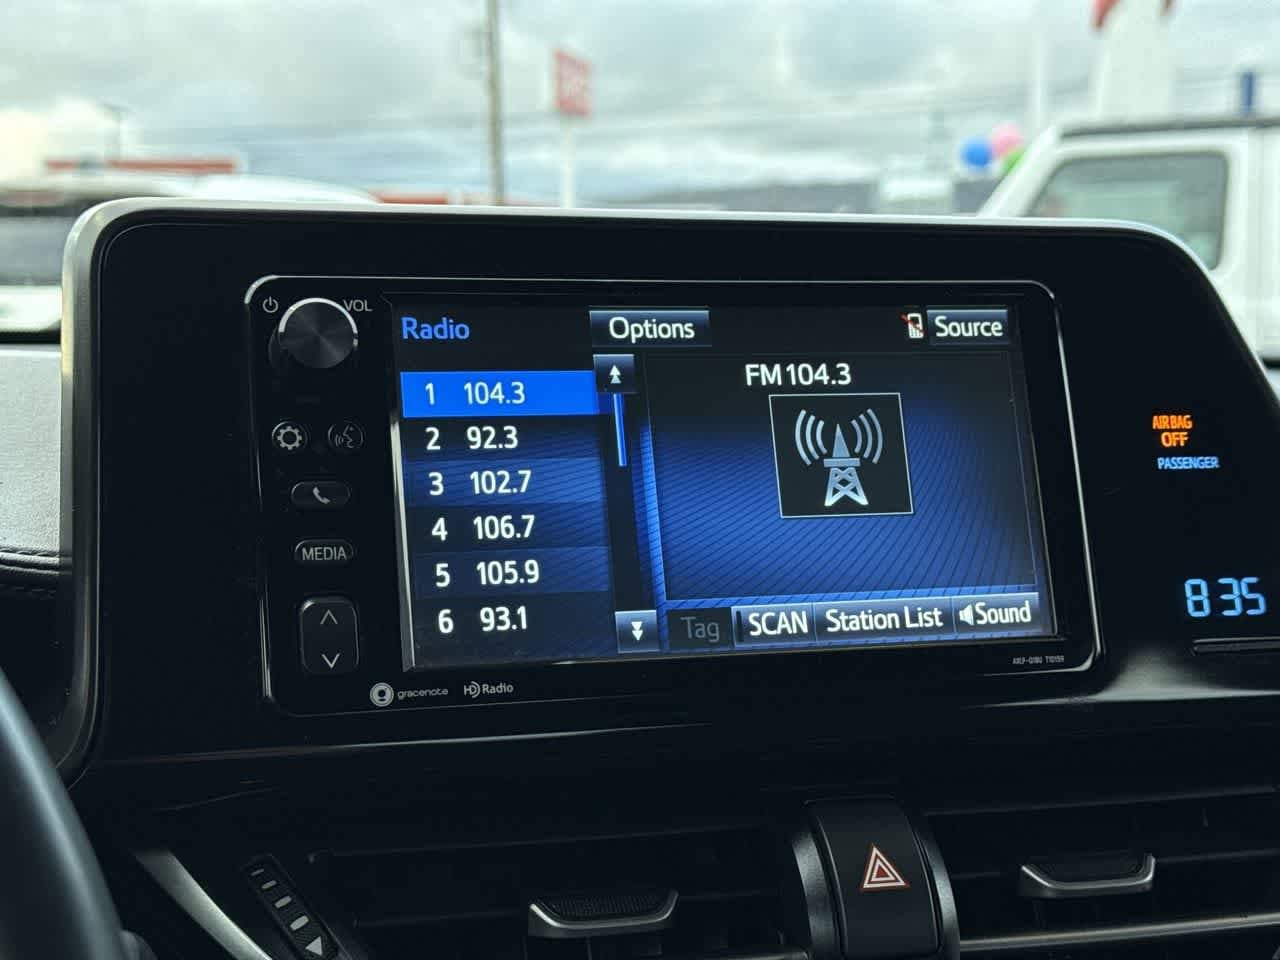 VOL
Radio
Options
Source
1 104.3
2 92.3
3 102.7
4 106.7
5 105.9
6 93.1
FM 104.3
MEDIA
Tag
SCAN
Station List
Sound
gracenote
HD Radio
AIR BAG
OFF
PASSENGER
8:35